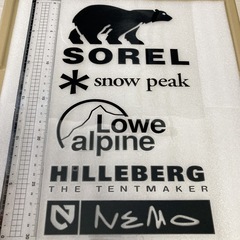 SOREL
snow peak
Lowe
alpine
HILLEBERG
THE TENTMAKER
NEMO